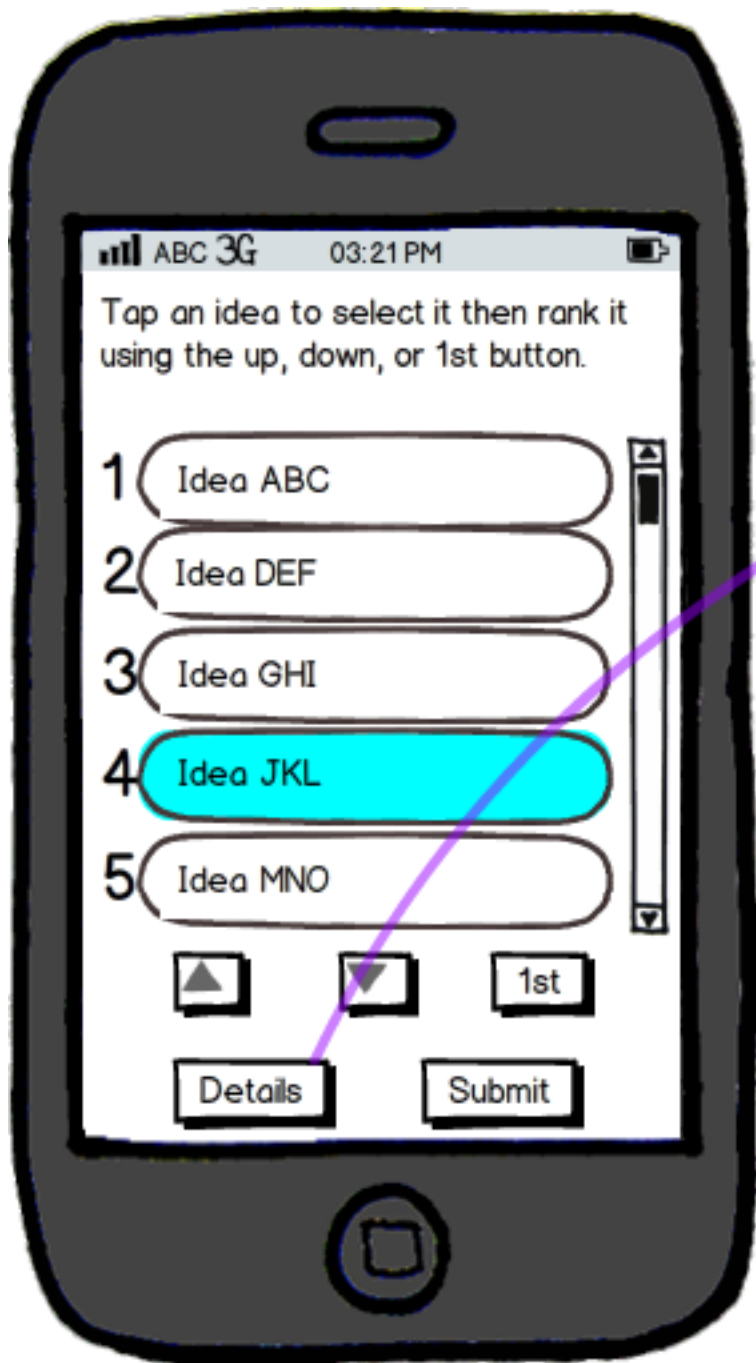 ABC 3G 03:21 PM
Tap an idea to select it then rank it
using the up, down, or 1st button.
1 Idea ABC
2 Idea DEF
3 Idea GHI
4 Idea JKL
5 Idea MNO
1st
Details Submit